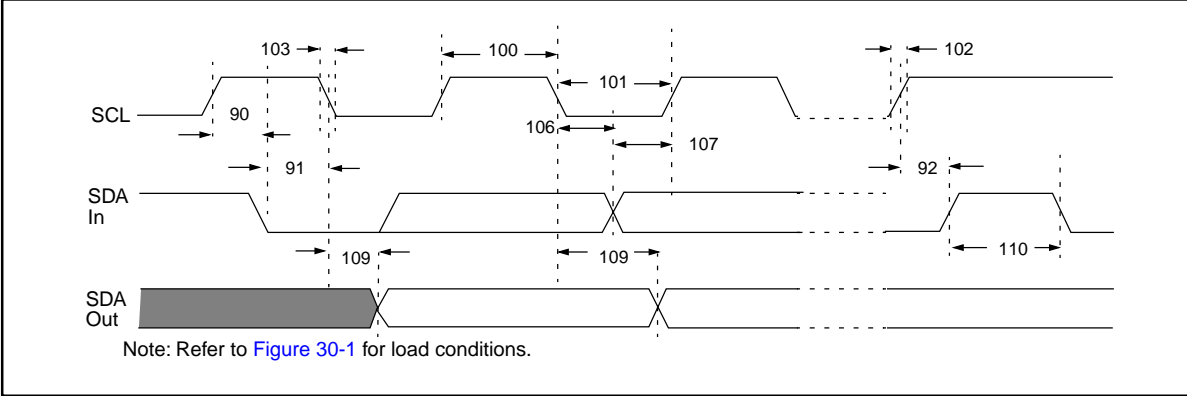 103
100
102
101
SCL
90
106
107
91
92
SDA
In
109
109
110
SDA
Out
Note: Refer to Figure 30-1 for load conditions.